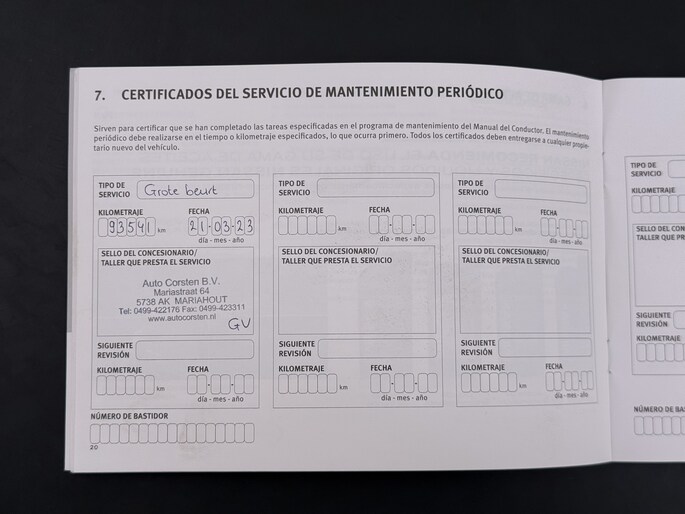 7. CERTIFICADOS DEL SERVICIO DE MANTENIMIENTO PERIÓDICO
Sirven para certificar que se han completado las tareas especificadas en el programa de mantenimiento del Manual del Conductor. El mantenimiento
periódico debe realizarse en el tiempo o kilometraje especificados, lo que ocurra primero. Todos los certificados deben entregarse a cualquier propie-
tario nuevo del vehículo.
TIPO DE
SERVICIO Grote beurt
KILOMETRAJE FECHA
93541 km 21-03-23
día - mes - año
SELLO DEL CONCESIONARIO/
TALLER QUE PRESTA EL SERVICIO
Auto Corsten B.V.
Mariastraat 64
5738 AK MARIAHOUT
Tel: 0499-422176 Fax: 0499-423311
www.autocorsten.nl
GV
SIGUIENTE
REVISIÓN
KILOMETRAJE FECHA
km
día - mes - año
NÚMERO DE BASTIDOR
20
TIPO DE
SERVICIO
KILOMETRAJE FECHA
km
día - mes - año
SELLO DEL CONCESIONARIO/
TALLER QUE PRESTA EL SERVICIO
SIGUIENTE
REVISIÓN
KILOMETRAJE FECHA
km
día - mes - año
TIPO DE
SERVICIO
KILOMETRAJE FECHA
km
día - mes - año
SELLO DEL CONCESIONARIO/
TALLER QUE PRESTA EL SERVICIO
SIGUIENTE
REVISIÓN
KILOMETRAJE FECHA
km
día - mes - año
TIPO DE
SERVICIO
KILOMETRAJE
SELLO DEL CON
TALLER QUE P
SIGUIENTE
REVISIÓN
KILOMETRAJE
NÚMERO DE BAS